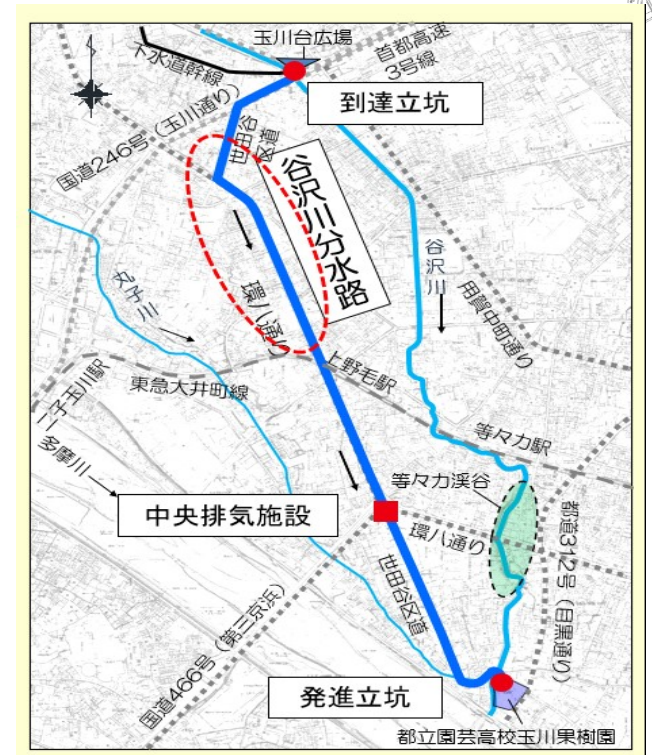 玉川台広場
下水道幹線
首都高速
3号線
到達立坑
国道246号（玉川通り）
世田谷
区道
谷沢川分水路
谷沢川
丸子川
環八通り
用賀中町通り
上野毛駅
東急大井町線
二子玉川駅
多摩川
等々力駅
等々力渓谷
中央排気施設
環八通り
都道312号（目黒通り）
世田谷区道
国道466号（第三京浜）
発進立坑
都立園芸高校玉川果樹園